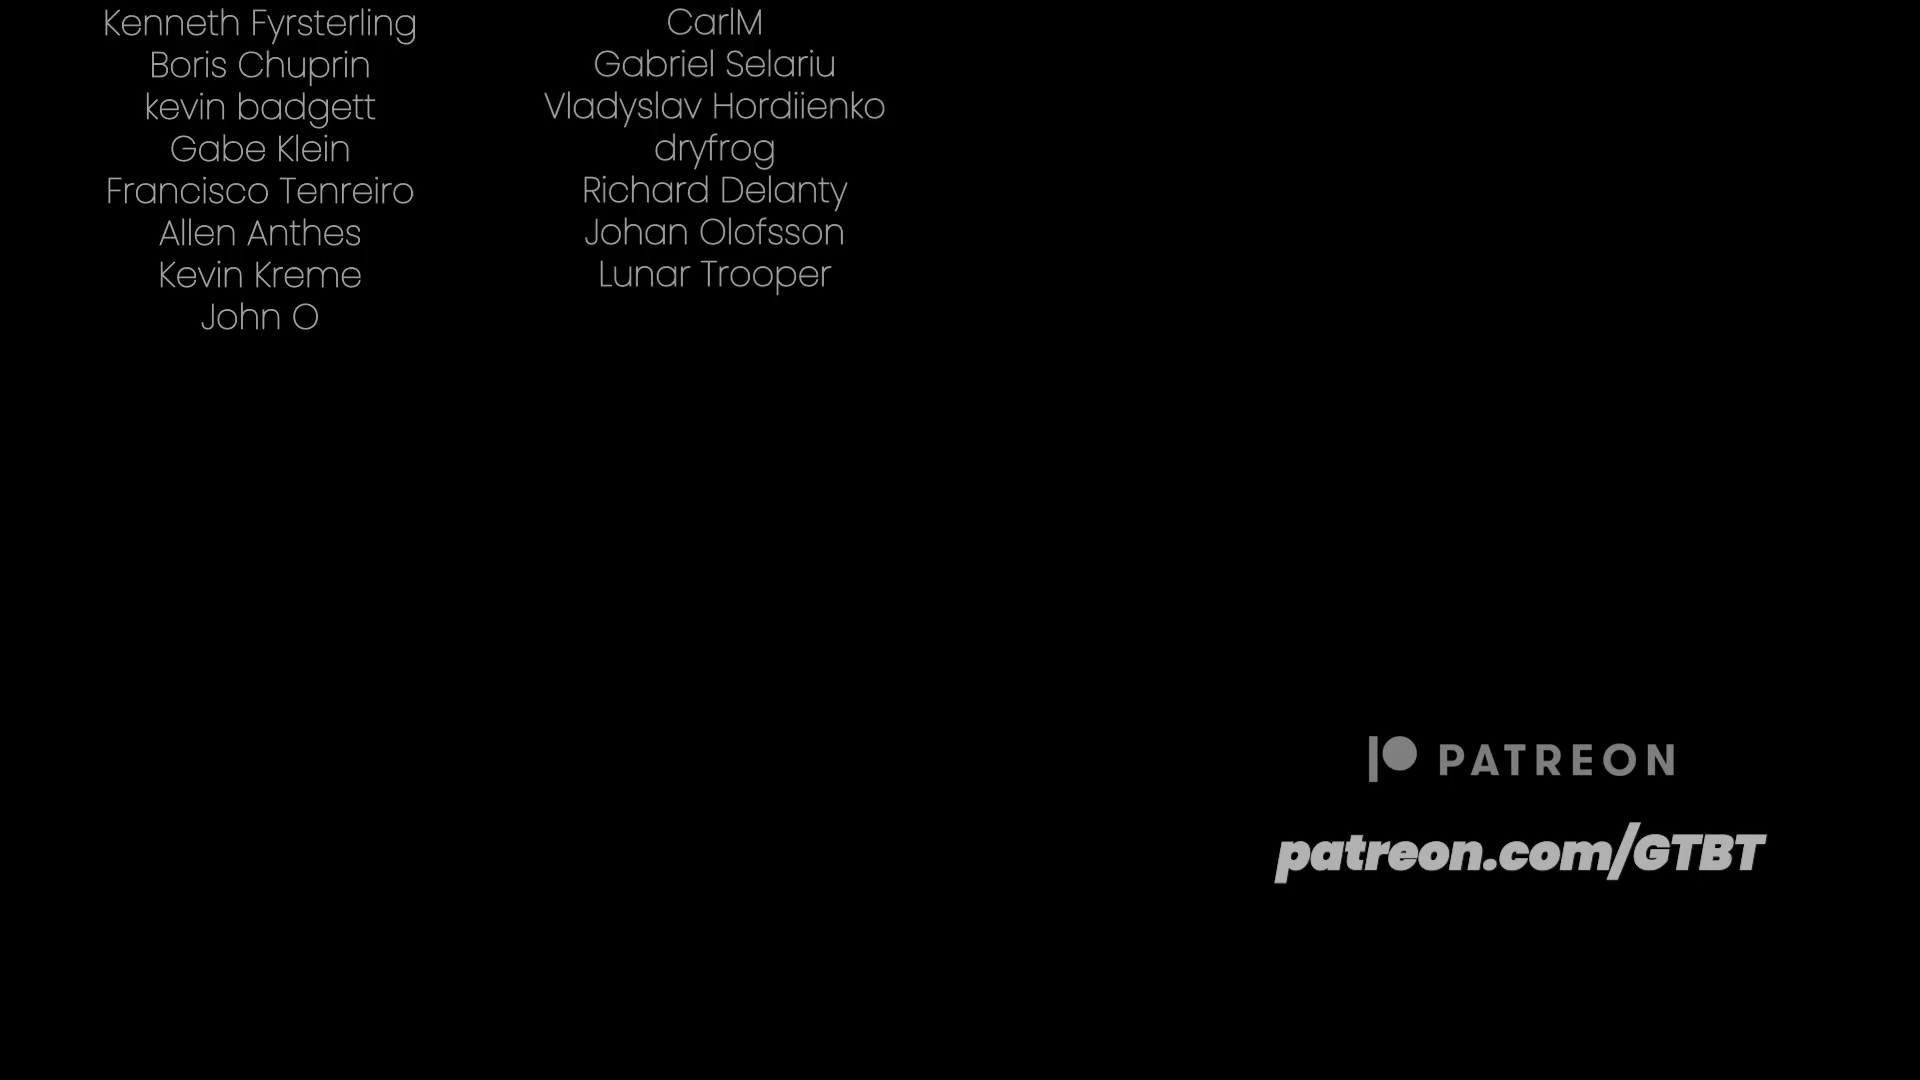 Kenneth Fyrsterling
Boris Chuprin
kevin badgett
Gabe Klein
Francisco Tenreiro
Allen Anthes
Kevin Kreme
John O
CarlM
Gabriel Selariu
Vladyslav Hordiienko
dryfrog
Richard Delanty
Johan Olofsson
Lunar Trooper
PATREON
patreon.com/GTBT